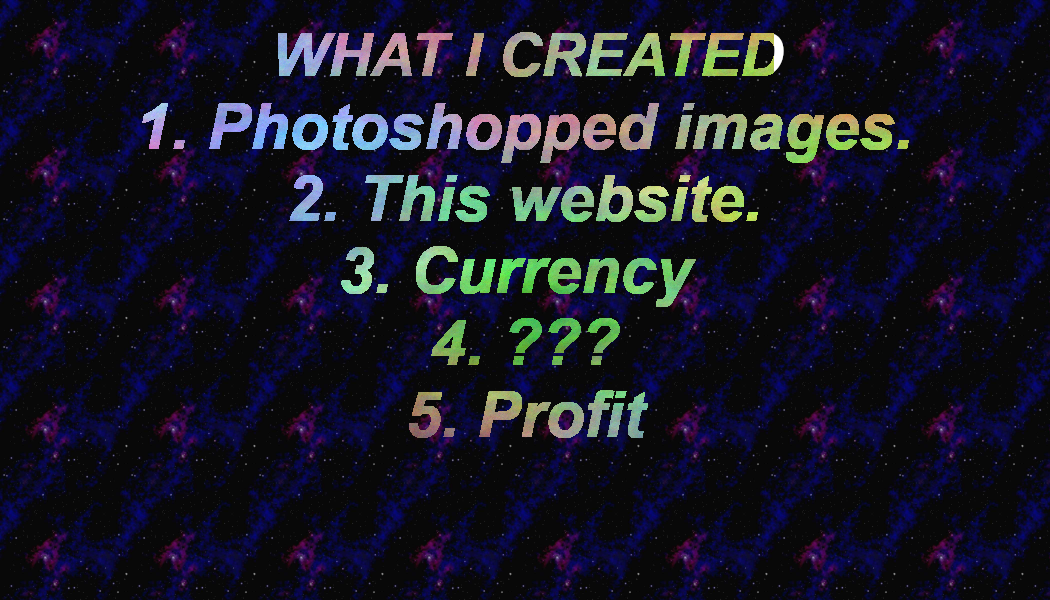 WHAT I CREATED
1. Photoshopped images.
2. This website.
3. Currency
4. ???
5. Profit